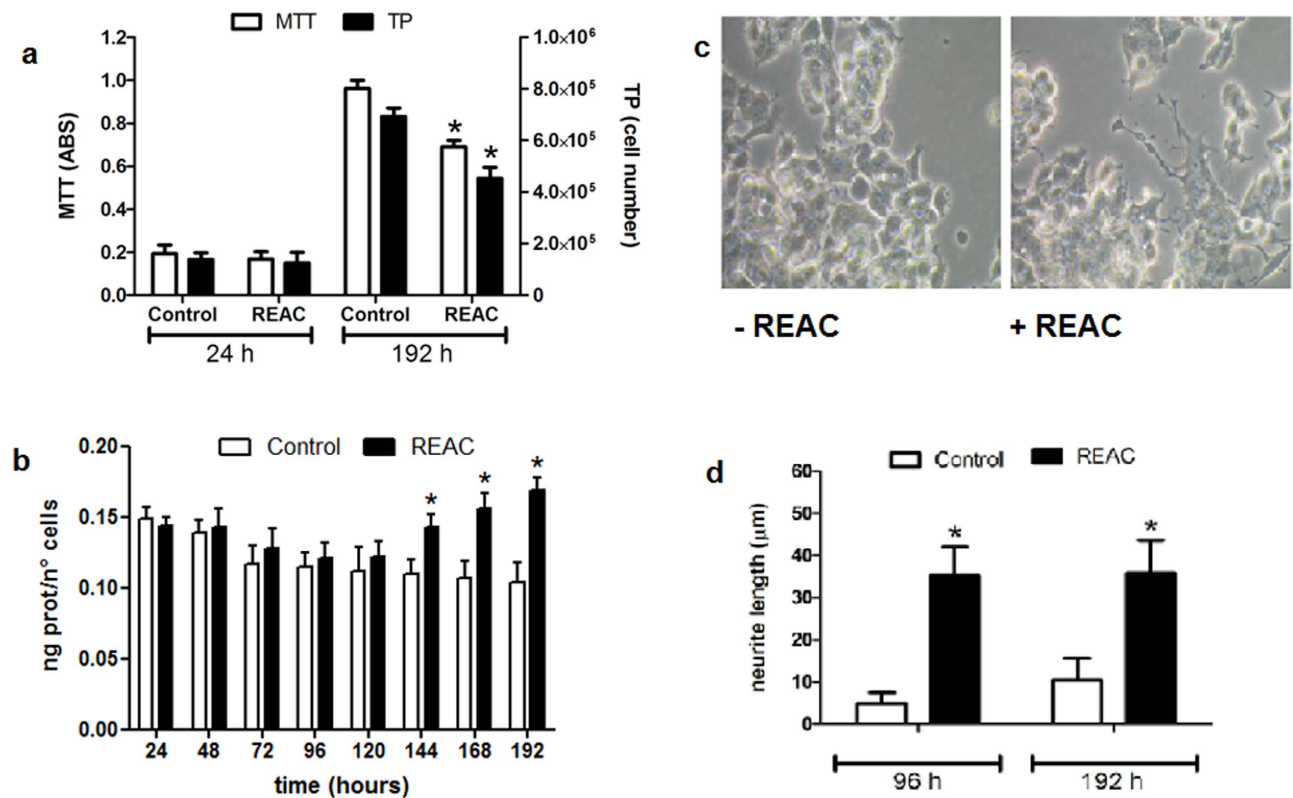 a
MTT TP
MTT (ABS)
1.2
1.0
0.8
0.6
0.4
0.2
0.0
1.0×10⁶
8.0×10⁵
6.0×10⁵
4.0×10⁵
2.0×10⁵
0
TP (cell number)
* *
Control REAC Control REAC
24 h 192 h
b
Control REAC
ng prot/n° cells
0.20
0.15
0.10
0.05
0.00
* * *
24 48 72 96 120 144 168 192
time (hours)
c
- REAC + REAC
d
Control REAC
neurite length (µm)
60
50
40
30
20
10
0
* *
96 h 192 h